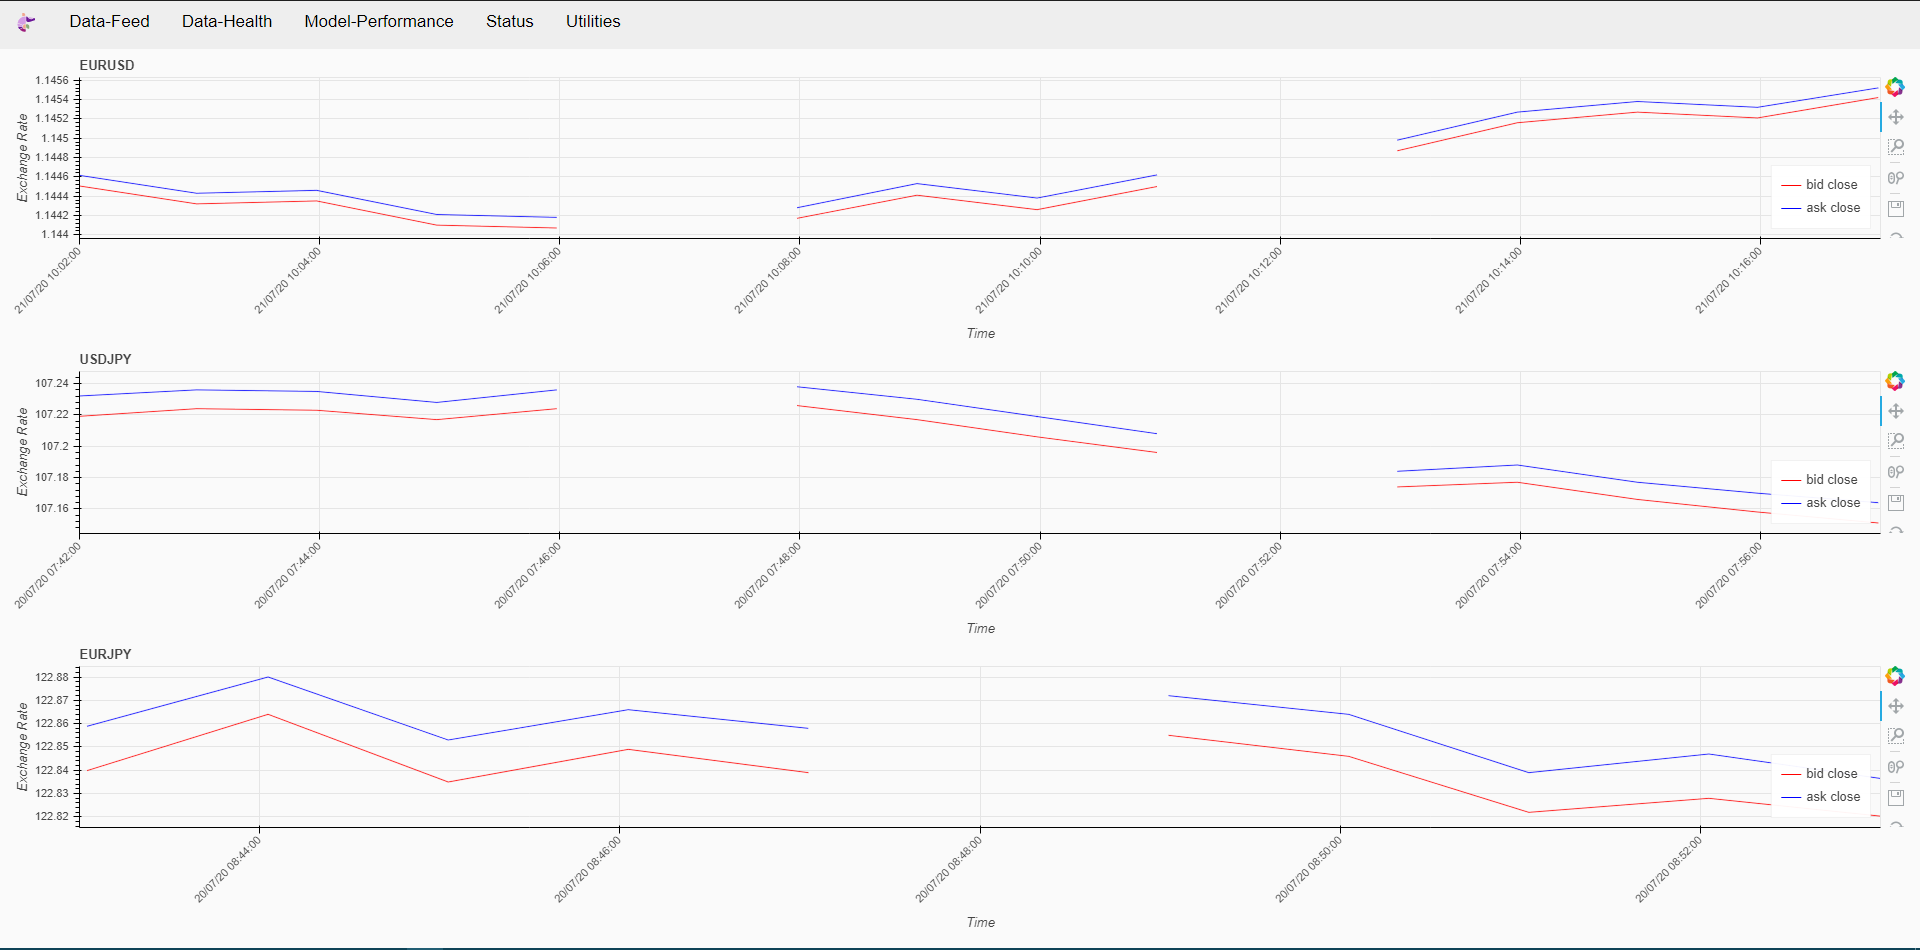 Data-Feed Data-Health Model-Performance Status Utilities
EURUSD
1.1456
1.1454
1.1452
1.145
1.1448
1.1446
1.1444
1.1442
1.144
Exchange Rate
bid close
ask close
21/07/20 10:02:00 21/07/20 10:04:00 21/07/20 10:06:00 21/07/20 10:08:00 21/07/20 10:10:00 21/07/20 10:12:00 21/07/20 10:14:00 21/07/20 10:16:00
Time
USDJPY
107.24
107.22
107.2
107.18
107.16
Exchange Rate
bid close
ask close
20/07/20 07:42:00 20/07/20 07:44:00 20/07/20 07:46:00 20/07/20 07:48:00 20/07/20 07:50:00 20/07/20 07:52:00 20/07/20 07:54:00 20/07/20 07:56:00
Time
EURJPY
122.88
122.87
122.86
122.85
122.84
122.83
122.82
Exchange Rate
bid close
ask close
20/07/20 08:44:00 20/07/20 08:46:00 20/07/20 08:48:00 20/07/20 08:50:00 20/07/20 08:52:00
Time